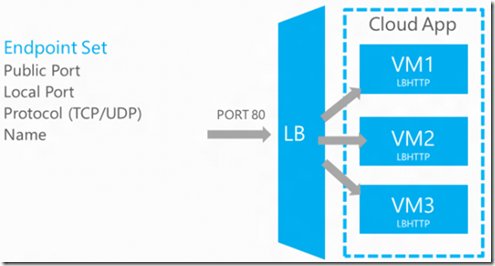 Endpoint Set
Public Port
Local Port
Protocol (TCP/UDP)
Name
PORT 80
LB
Cloud App
VM1
LBHTTP
VM2
LBHTTP
VM3
LBHTTP